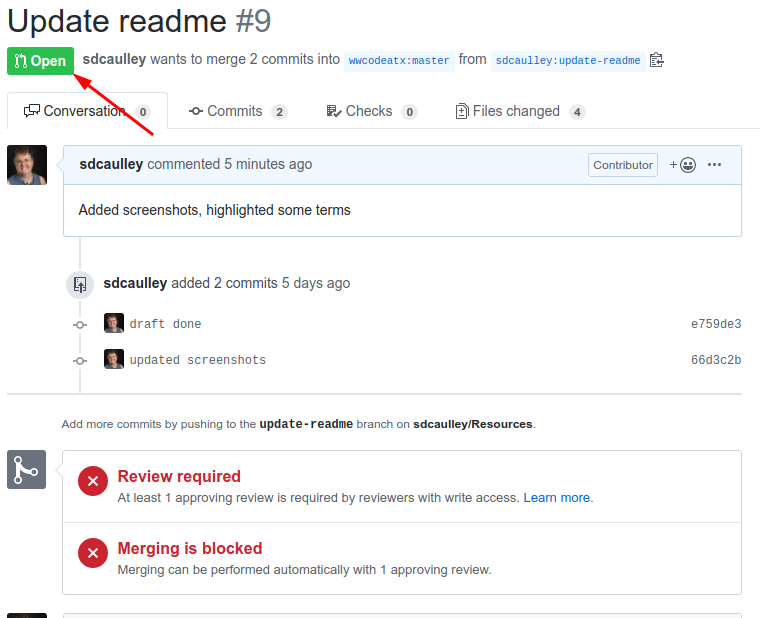 Update readme #9
Open sdcaulley wants to merge 2 commits into wwcodeatx:master from sdcaulley:update-readme
Conversation 0 Commits 2 Checks 0 Files changed 4
sdcaulley commented 5 minutes ago Contributor +
Added screenshots, highlighted some terms
sdcaulley added 2 commits 5 days ago
draft done e759de3
updated screenshots 66d3c2b
Add more commits by pushing to the update-readme branch on sdcaulley/Resources.
Review required
At least 1 approving review is required by reviewers with write access. Learn more.
Merging is blocked
Merging can be performed automatically with 1 approving review.